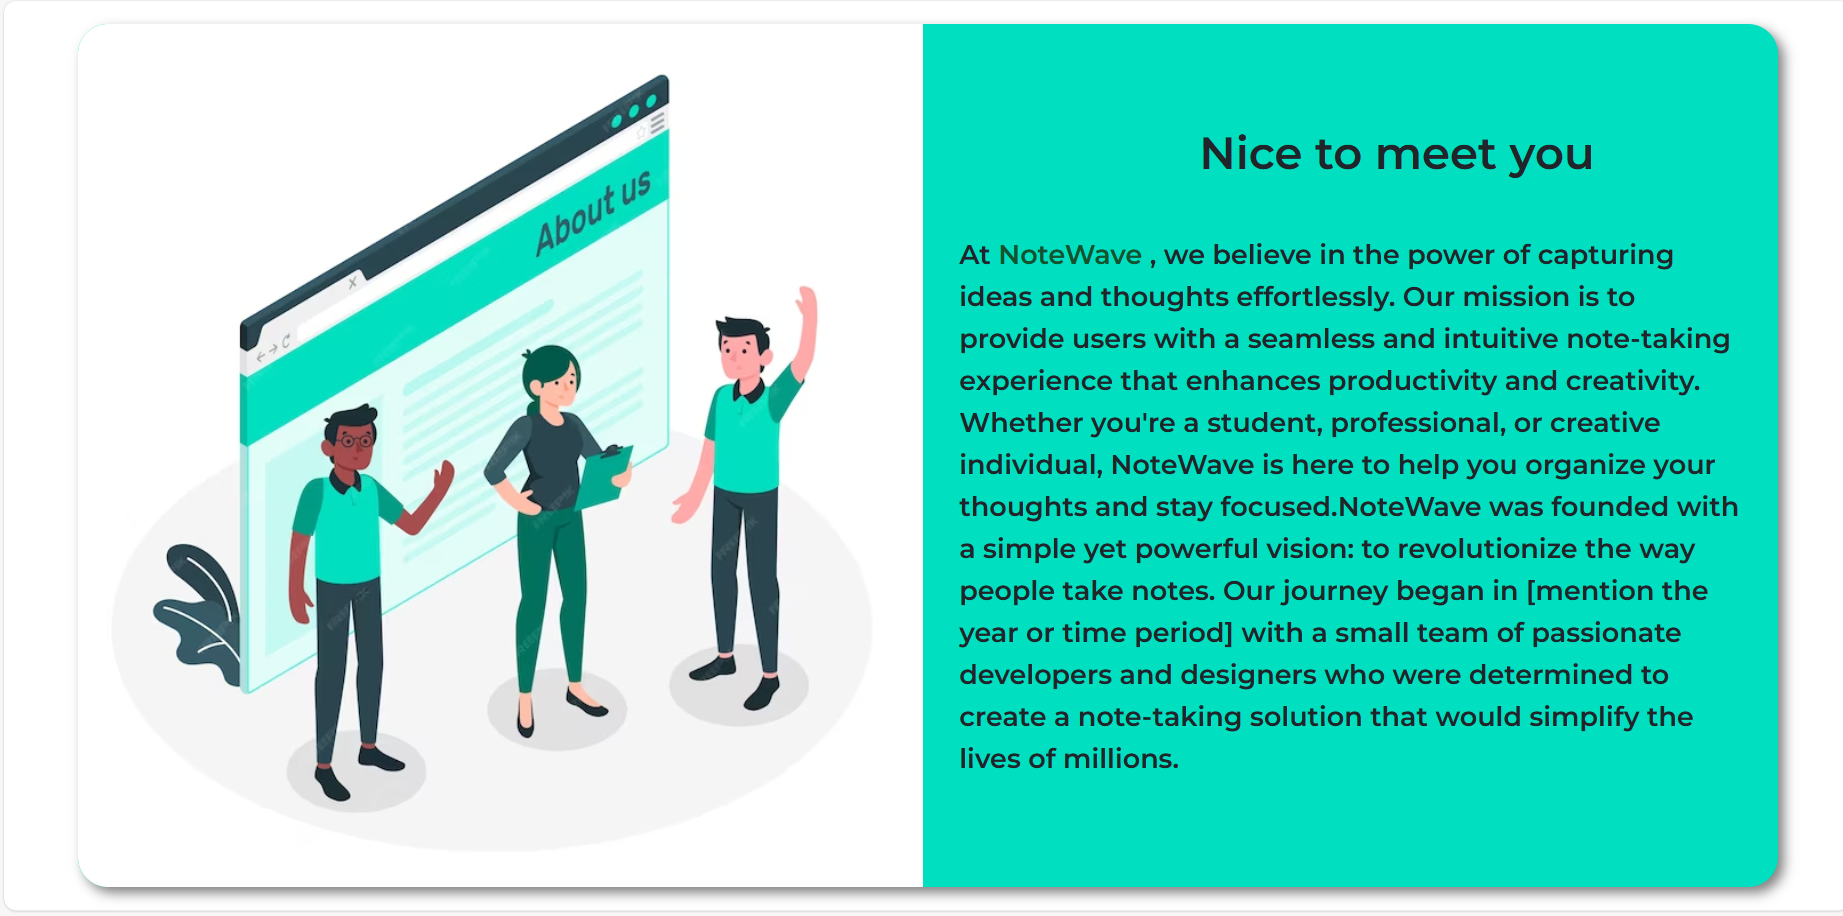 About us
Nice to meet you
At NoteWave , we believe in the power of capturing
ideas and thoughts effortlessly. Our mission is to
provide users with a seamless and intuitive note-taking
experience that enhances productivity and creativity.
Whether you're a student, professional, or creative
individual, NoteWave is here to help you organize your
thoughts and stay focused.NoteWave was founded with
a simple yet powerful vision: to revolutionize the way
people take notes. Our journey began in [mention the
year or time period] with a small team of passionate
developers and designers who were determined to
create a note-taking solution that would simplify the
lives of millions.